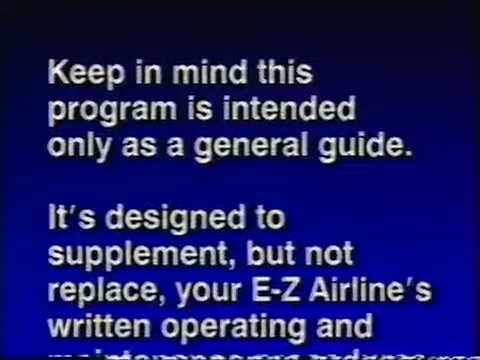 Keep in mind this
program is intended
only as a general guide.
It's designed to
supplement, but not
replace, your E-Z Airline's
written operating and